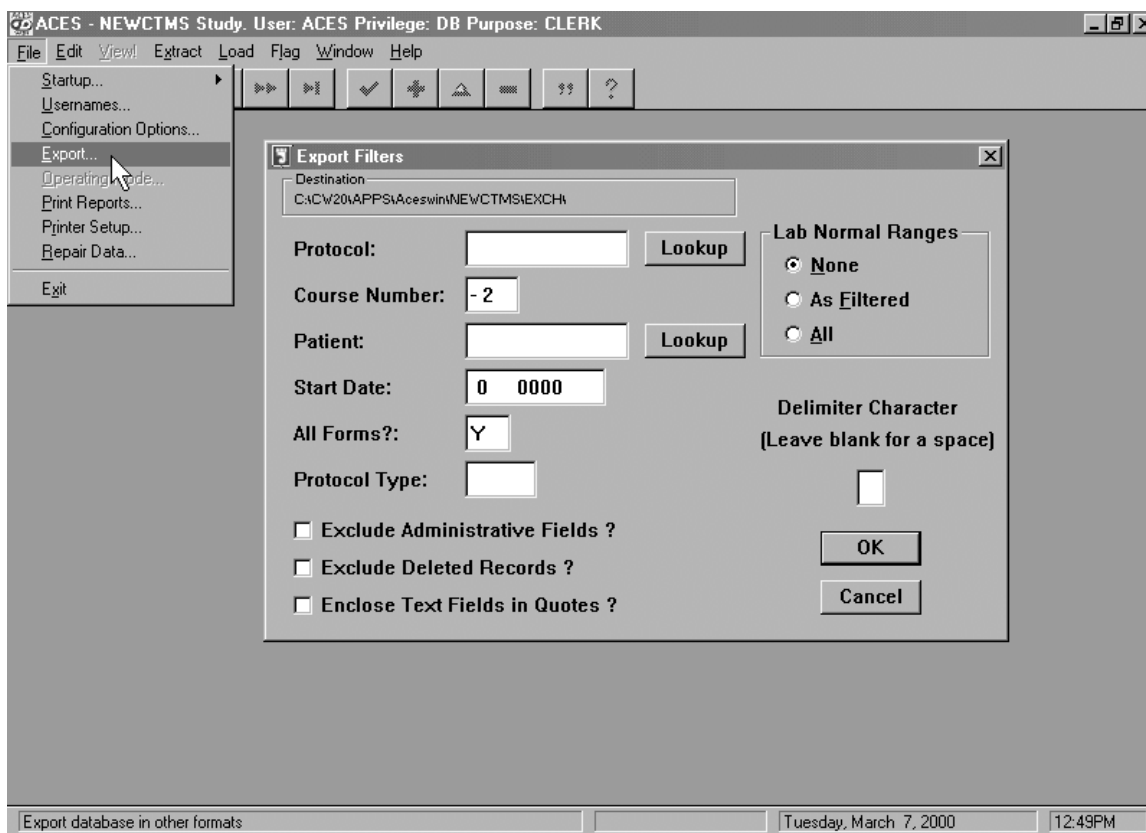 ACES - NEWCTMS Study. User: ACES Privilege: DB Purpose: CLERK
File Edit View! Extract Load Flag Window Help
Startup...
Usernames...
Configuration Options...
Export...
Operating Mode...
Print Reports...
Printer Setup...
Repair Data...
Exit
Export Filters
Destination
C:\CW20\APPS\Aceswin\NEWCTMS\EXCH\
Protocol: Lookup
Course Number: -2
Patient: Lookup
Start Date: 0 0000
All Forms?: Y
Protocol Type:
Exclude Administrative Fields ?
Exclude Deleted Records ?
Enclose Text Fields in Quotes ?
Lab Normal Ranges
None
As Filtered
All
Delimiter Character
(Leave blank for a space)
OK
Cancel
Export database in other formats Tuesday, March 7, 2000 12:49PM